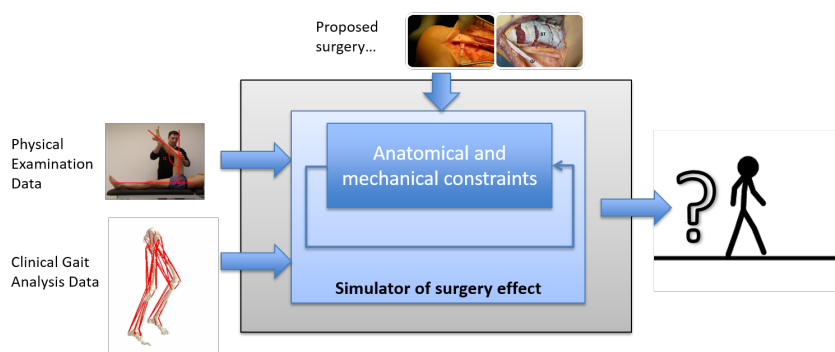 Proposed
surgery...
Physical
Examination
Data
Anatomical and
mechanical constraints
Clinical Gait
Analysis Data
Simulator of surgery effect
?